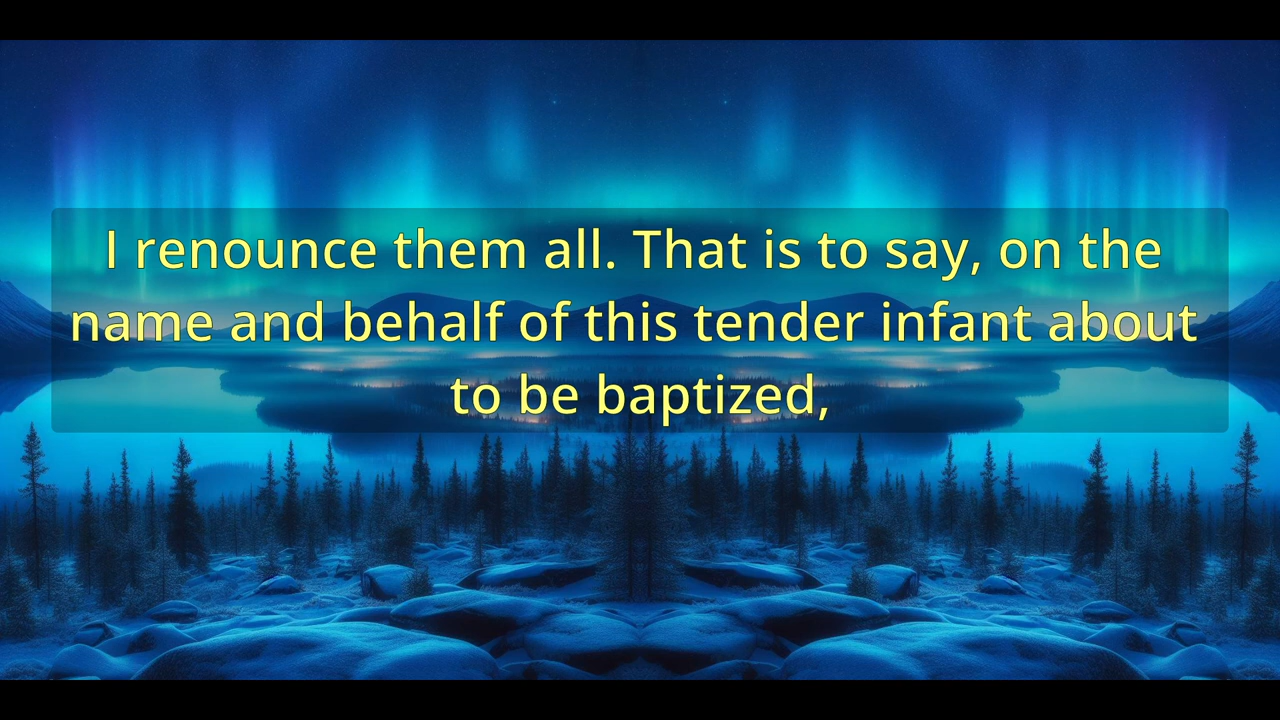 I renounce them all. That is to say, on the
name and behalf of this tender infant about
to be baptized,